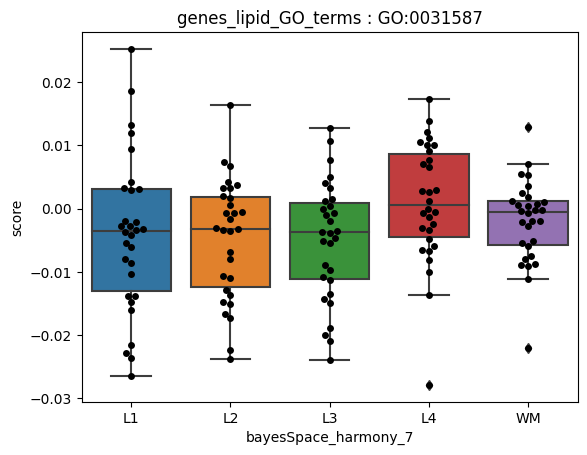 genes_lipid_GO_terms : GO:0031587
score
0.02
0.01
0.00
−0.01
−0.02
−0.03
L1 L2 L3 L4 WM
bayesSpace_harmony_7